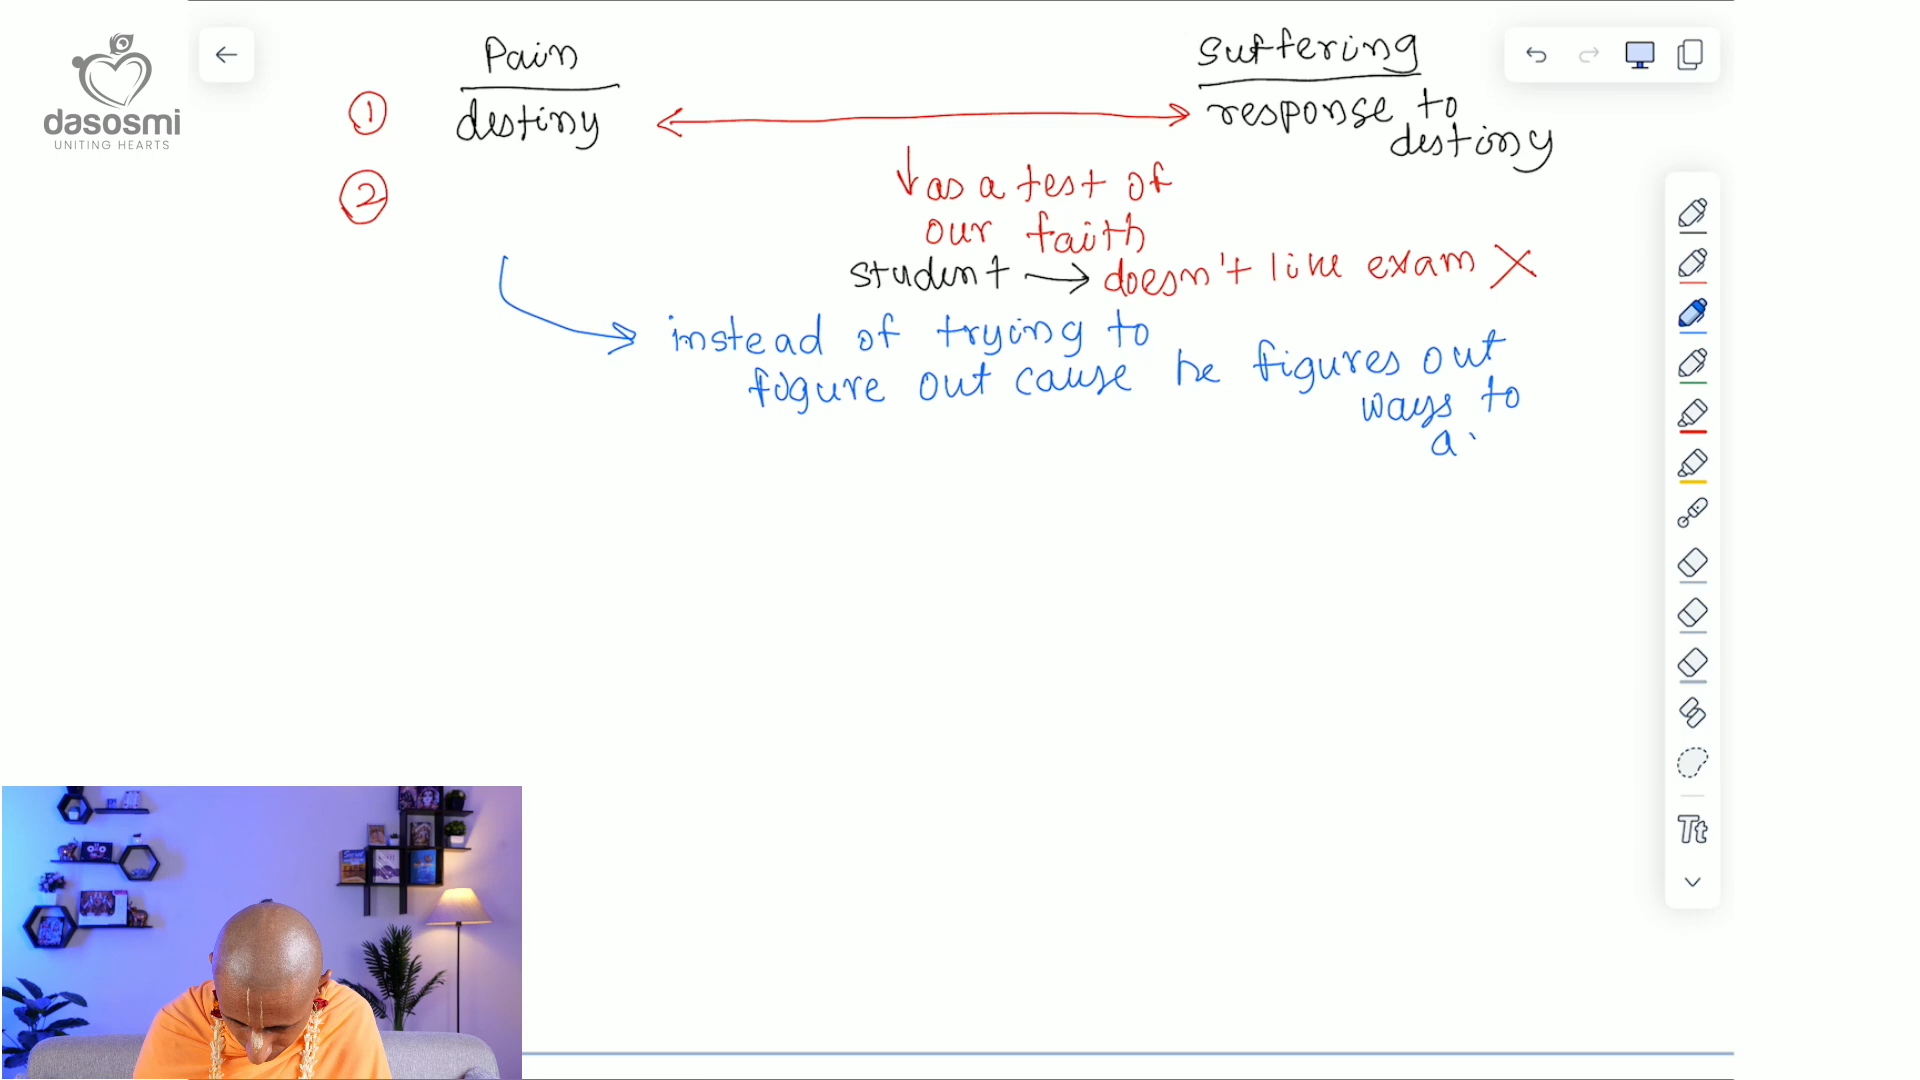 dasosmi
UNITING HEARTS
Pain
Suffering
① destiny
response to
destiny
②
as a test of
our faith
student → doesn't like exam X
instead of trying to
figure out cause he figures out
ways to
a
Tt